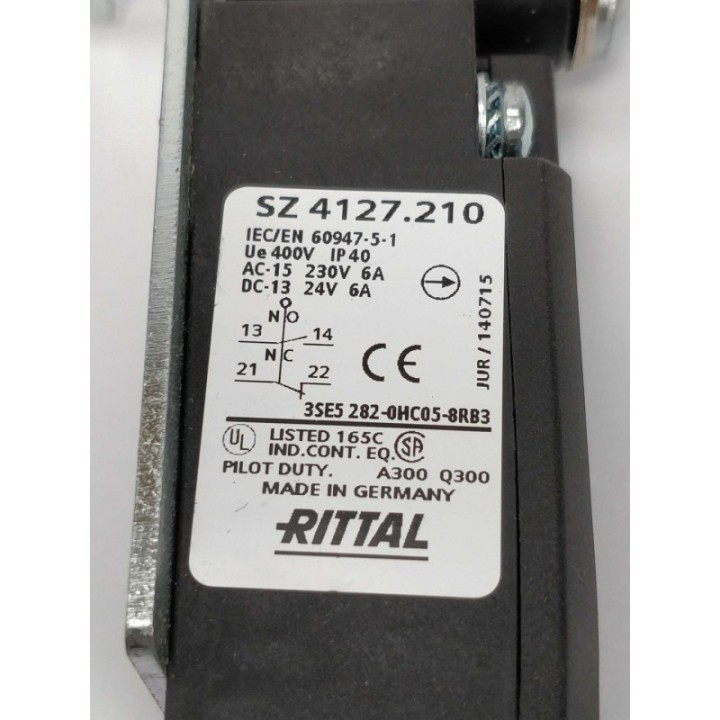 SZ 4127.210
IEC/EN 60947-5-1
Ue 400V IP40
AC-15 230V 6A
DC-13 24V 6A
JUR / 140715
NO
13 14
NC
21 22
CE
3SE5 282-0HC05-8RB3
UL LISTED 165C SA
IND.CONT. EQ.
PILOT DUTY. A300 Q300
MADE IN GERMANY
RITTAL